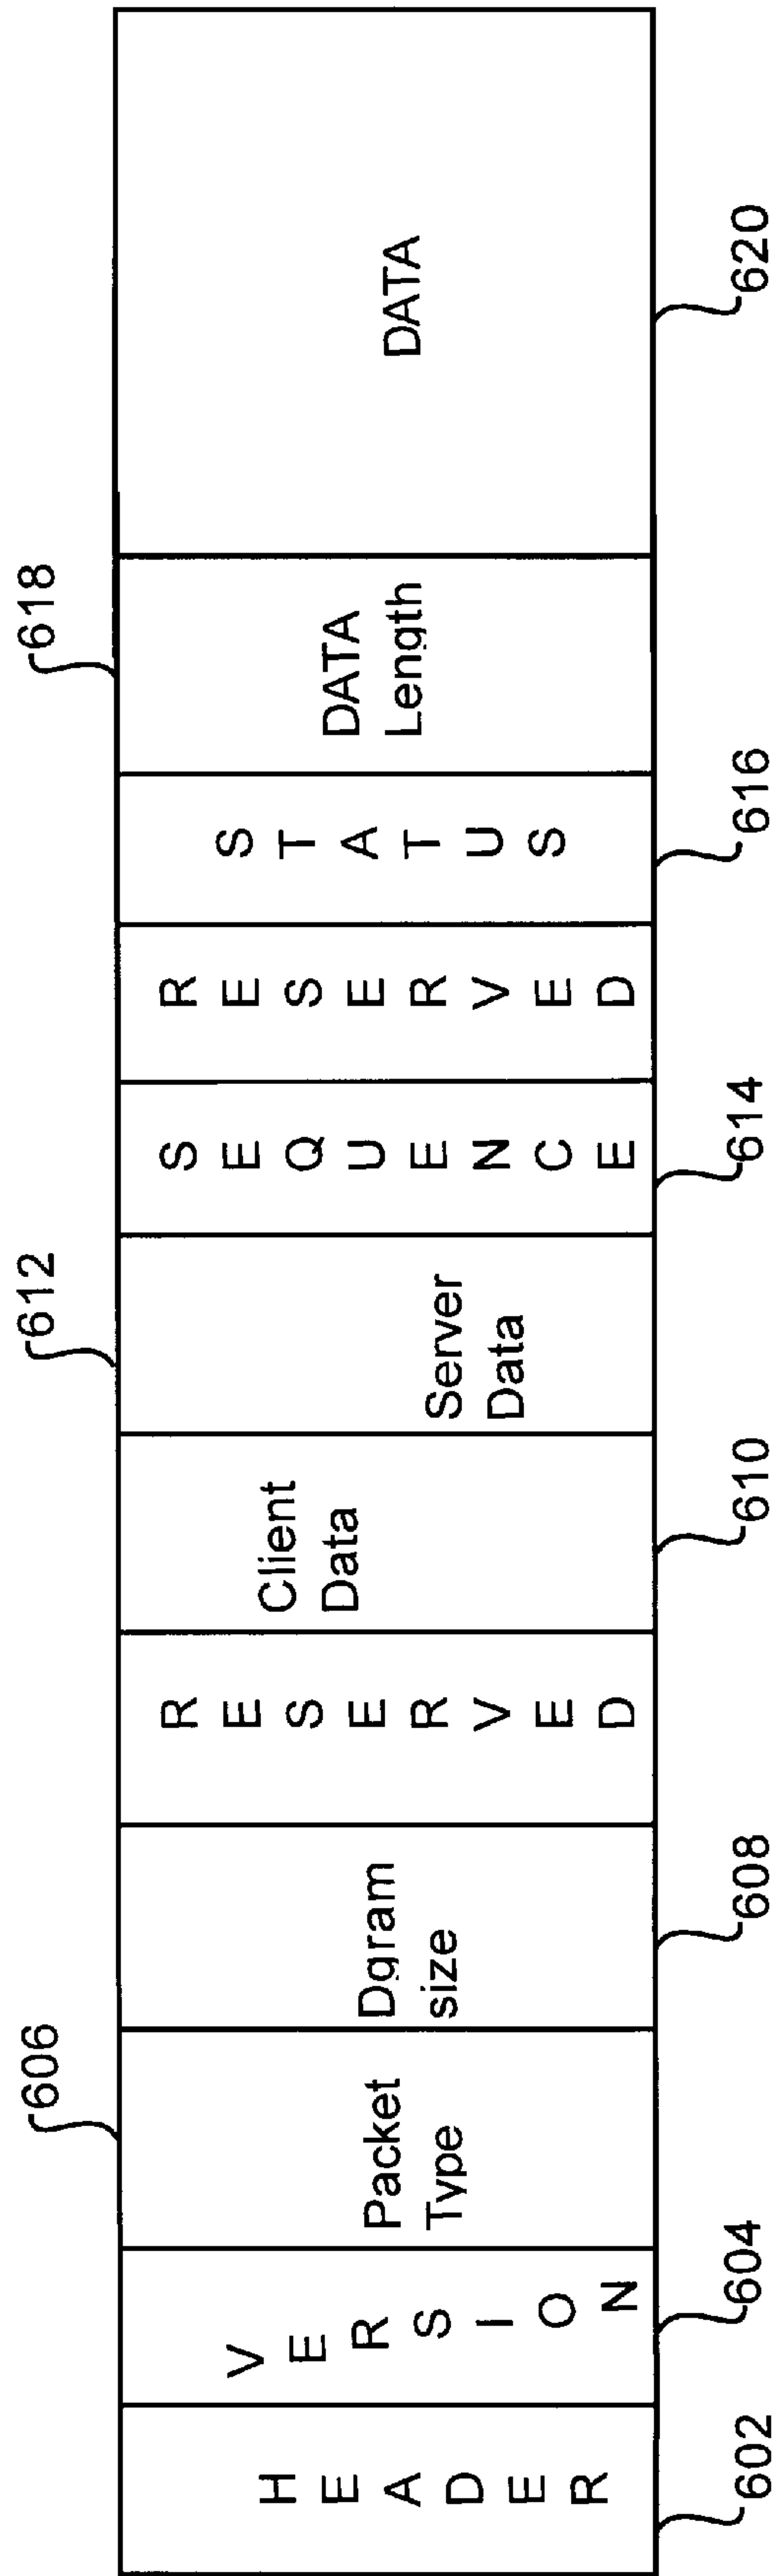 606
612
618
HEADER
VERSION
Packet
Type
Dgram
size
RESERVED
Client
Data
Server
Data
SEQUENCE
RESERVED
STATUS
DATA
Length
DATA
602
604
608
610
614
616
620